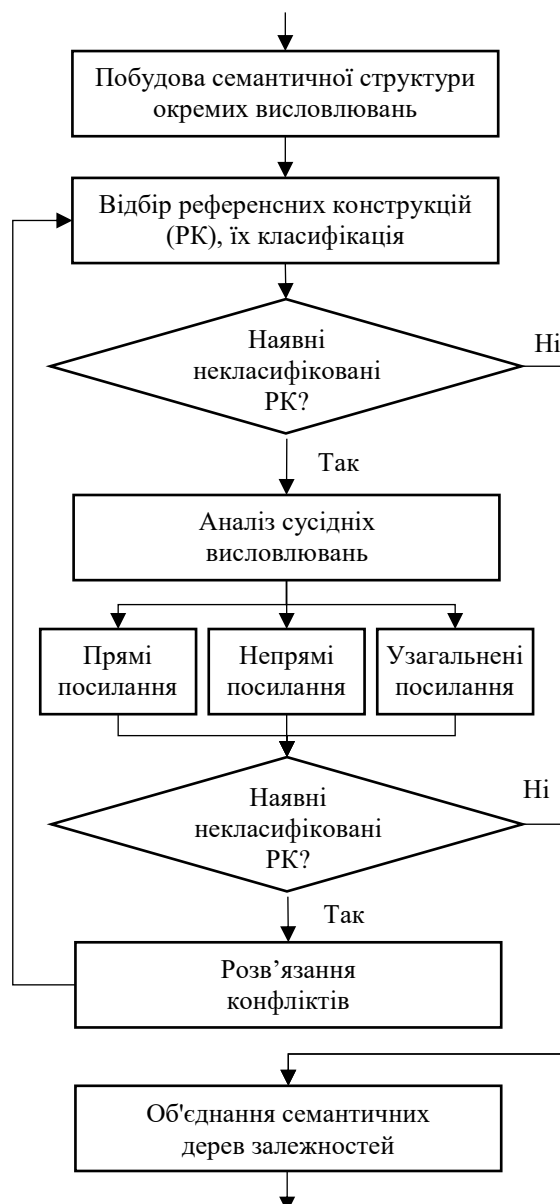 Побудова семантичної структури
окремих висловлювань
Відбір референсних конструкцій
(РК), їх класифікація
Наявні
некласифіковані
РК?
Ні
Так
Аналіз сусідніх
висловлювань
Прямі
посилання
Непрямі
посилання
Узагальнені
посилання
Наявні
некласифіковані
РК?
Ні
Так
Розв’язання
конфліктів
Об'єднання семантичних
дерев залежностей